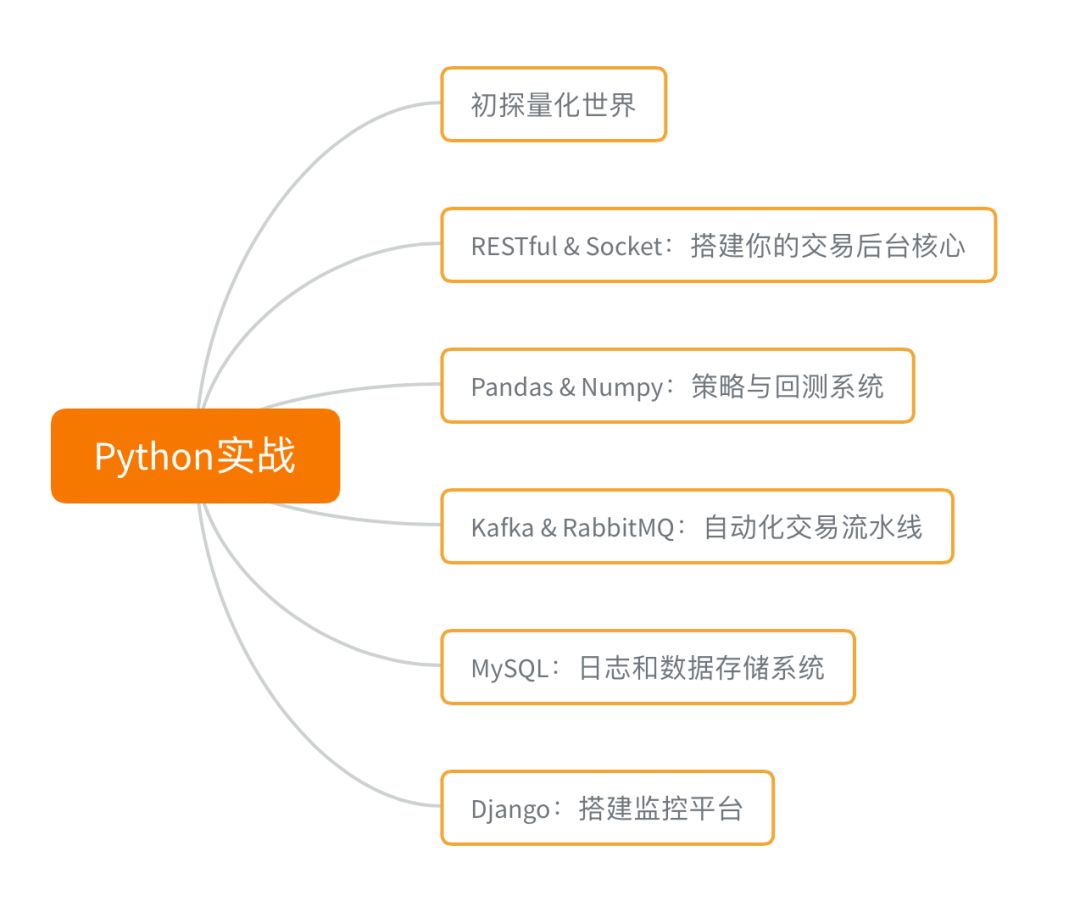 初探量化世界
RESTful & Socket：搭建你的交易后台核心
Pandas & Numpy：策略与回测系统
Python实战
Kafka & RabbitMQ：自动化交易流水线
MySQL：日志和数据存储系统
Django：搭建监控平台